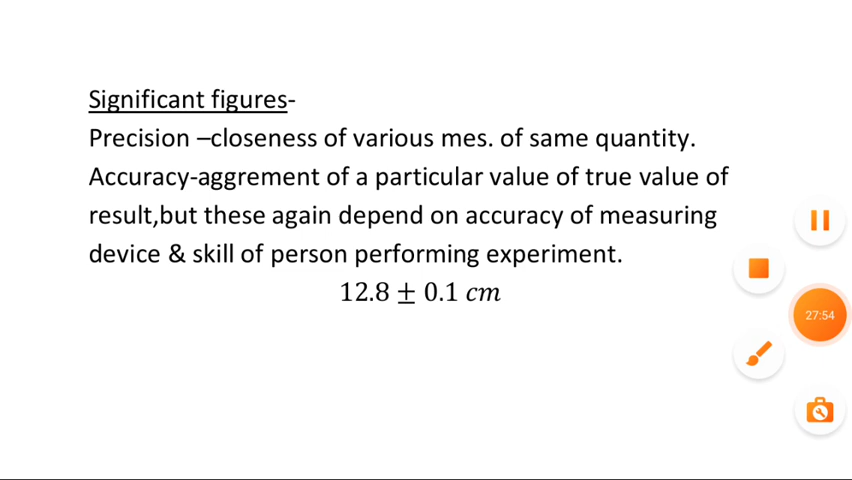 Significant figures-
Precision –closeness of various mes. of same quantity.
Accuracy-aggrement of a particular value of true value of
result,but these again depend on accuracy of measuring
device & skill of person performing experiment.
12.8 ± 0.1 cm
27:54